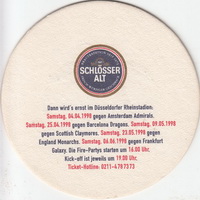 SCHLÖSSER
ALT
Dann wird's ernst im Düsseldorfer Rheinstadion:
Samstag, 04.04.1998 gegen Amsterdam Admirals.
Samstag, 25.04.1998 gegen Barcelona Dragons. Samstag, 09.05.1998
gegen Scottish Claymores. Samstag, 23.05.1998 gegen
England Monarchs. Samstag, 06.06.1998 gegen Frankfurt
Galaxy. Die Fire-Partys starten um 16.00 Uhr,
Kick-off ist jeweils um 19.00 Uhr.
Ticket-Hotline: 0211-4787373